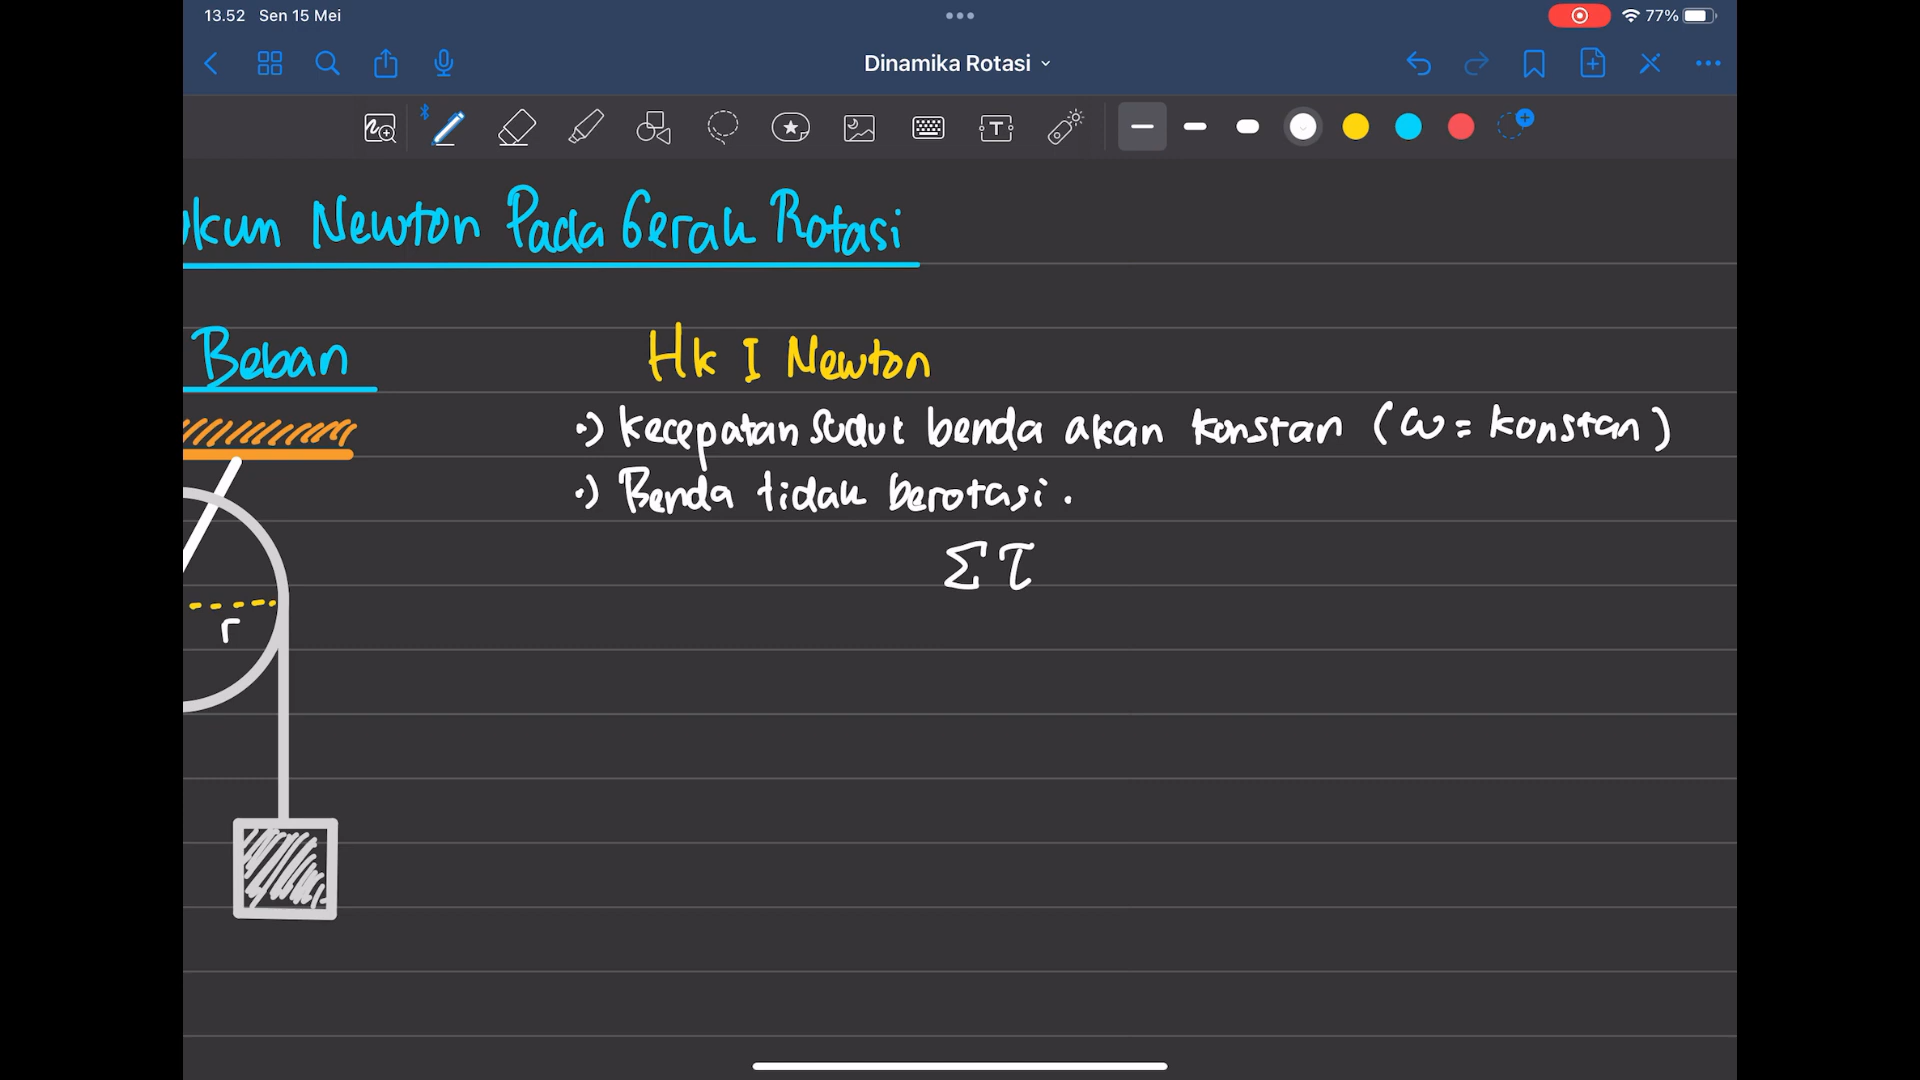 13.52 Sen 15 Mei
77%
Dinamika Rotasi
T
kum Newton Pada Gerak Rotasi
Beban
Hk I Newton
·) Kecepatan Sudut benda akan konstan (ω = konstan)
·) Benda tidak berotasi.
Στ
r